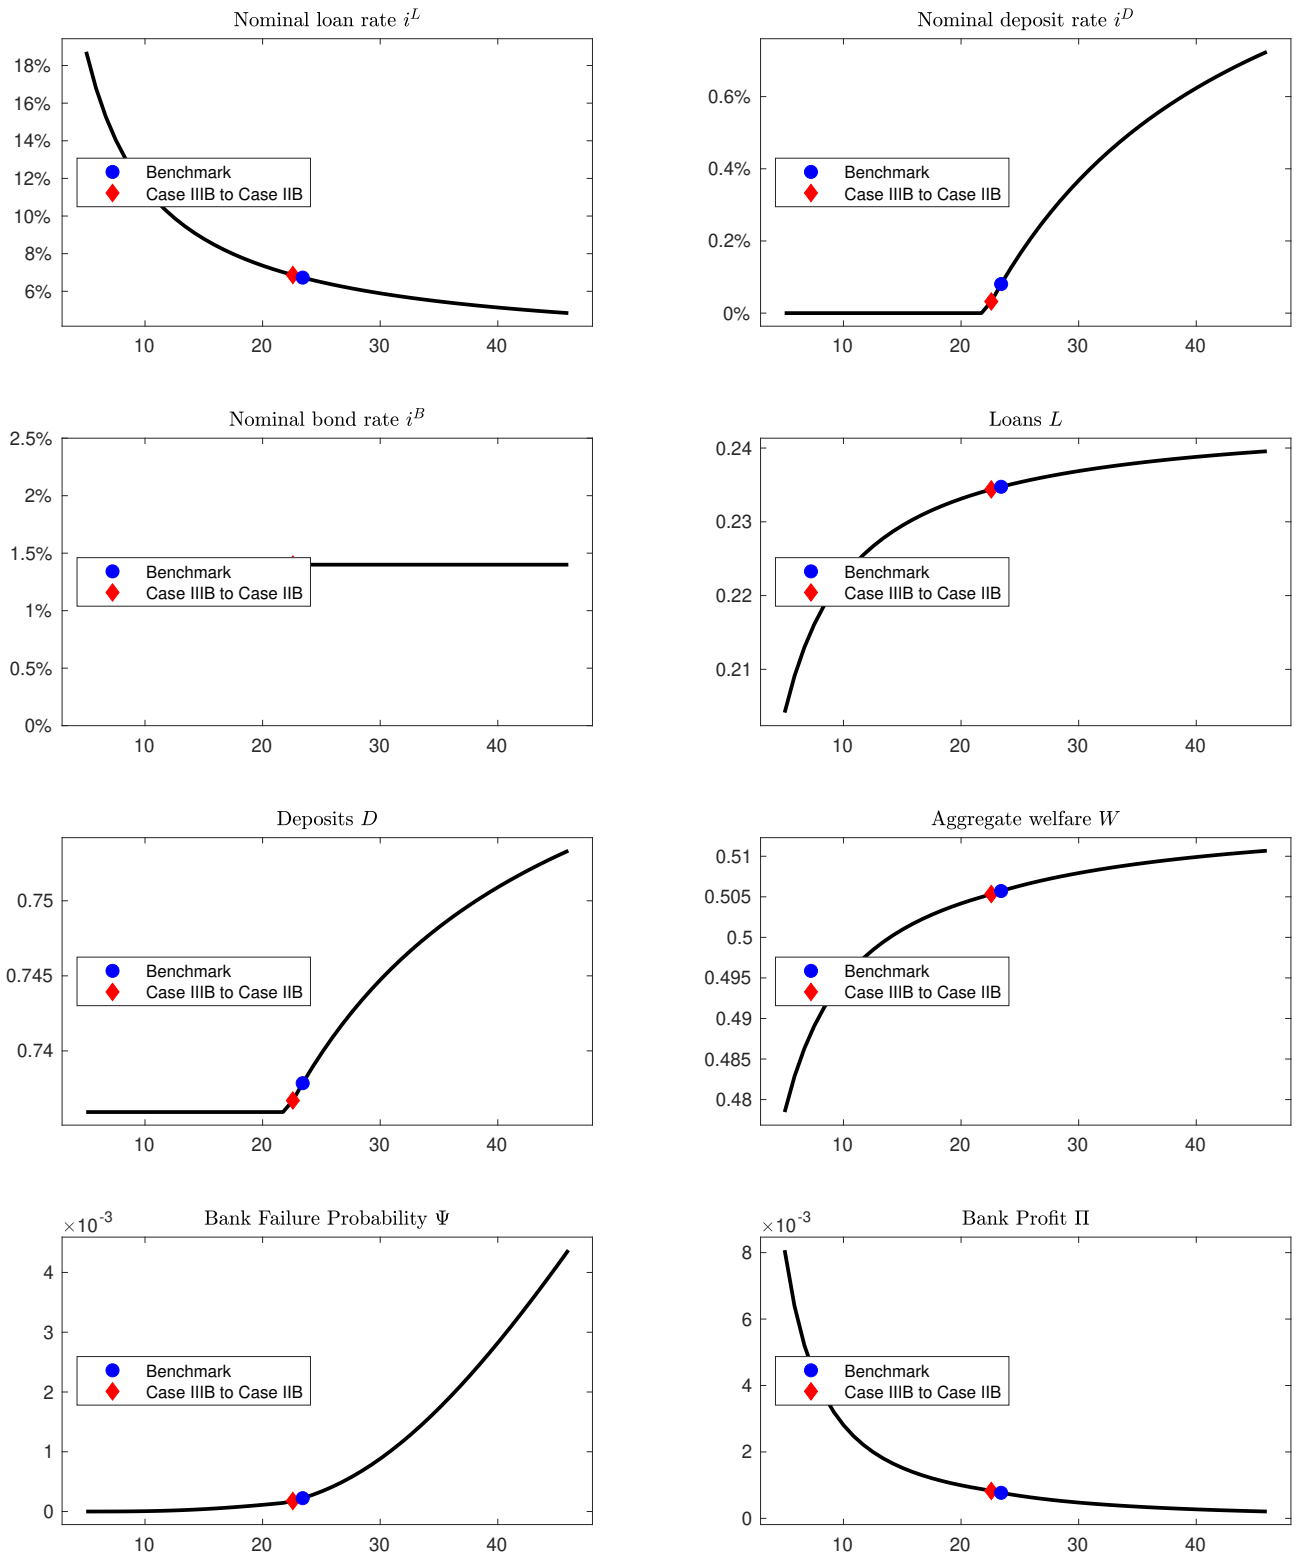 Nominal loan rate i^L
18%
16%
14%
12%
10%
8%
6%
Benchmark
Case IIIB to Case IIB
10 20 30 40
Nominal deposit rate i^D
0.6%
0.4%
0.2%
0%
Benchmark
Case IIIB to Case IIB
10 20 30 40
Nominal bond rate i^B
2.5%
2%
1.5%
1%
0.5%
0%
Benchmark
Case IIIB to Case IIB
10 20 30 40
Loans L
0.24
0.23
0.22
0.21
Benchmark
Case IIIB to Case IIB
10 20 30 40
Deposits D
0.75
0.745
0.74
Benchmark
Case IIIB to Case IIB
10 20 30 40
Aggregate welfare W
0.51
0.505
0.5
0.495
0.49
0.485
0.48
Benchmark
Case IIIB to Case IIB
10 20 30 40
Bank Failure Probability Ψ
×10^-3
4
3
2
1
0
Benchmark
Case IIIB to Case IIB
10 20 30 40
Bank Profit Π
×10^-3
8
6
4
2
0
Benchmark
Case IIIB to Case IIB
10 20 30 40